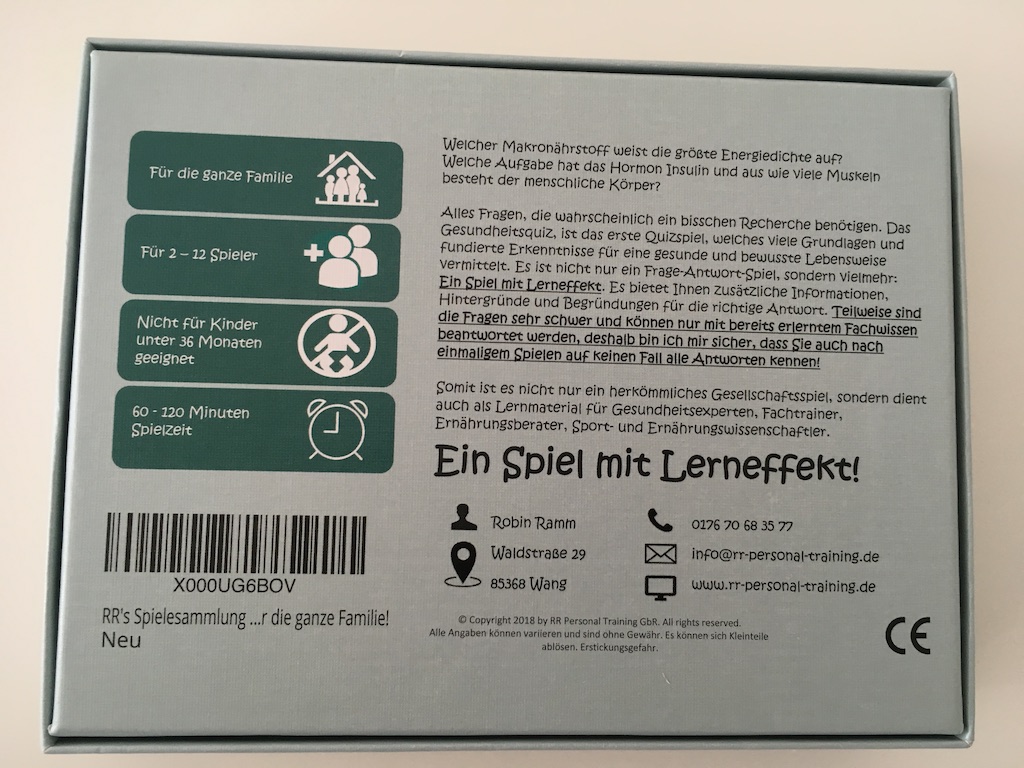 Für die ganze Familie
Für 2 – 12 Spieler
Nicht für Kinder
unter 36 Monaten
geeignet
60 - 120 Minuten
Spielzeit
Welcher Makronährstoff weist die größte Energiedichte auf?
Welche Aufgabe hat das Hormon Insulin und aus wie viele Muskeln
besteht der menschliche Körper?
Alles Fragen, die wahrscheinlich ein bisschen Recherche benötigen. Das
Gesundheitsquiz, ist das erste Quizspiel, welches viele Grundlagen und
fundierte Erkenntnisse für eine gesunde und bewusste Lebensweise
vermittelt. Es ist nicht nur ein Frage-Antwort-Spiel, sondern vielmehr:
Ein Spiel mit Lerneffekt. Es bietet Ihnen zusätzliche Informationen,
Hintergründe und Begründungen für die richtige Antwort. Teilweise sind
die Fragen sehr schwer und können nur mit bereits erlerntem Fachwissen
beantwortet werden, deshalb bin ich mir sicher, dass Sie auch nach
einmaligem Spielen auf keinen Fall alle Antworten kennen!
Somit ist es nicht nur ein herkömmliches Gesellschaftsspiel, sondern dient
auch als Lernmaterial für Gesundheitsexperten, Fachtrainer,
Ernährungsberater, Sport- und Ernährungswissenschaftler.
Ein Spiel mit Lerneffekt!
Robin Ramm
Waldstraße 29
85368 Wang
0176 70 68 35 77
info@rr-personal-training.de
www.rr-personal-training.de
X000UG6BOV
RR's Spielesammlung ...r die ganze Familie!
Neu
© Copyright 2018 by RR Personal Training GbR. All rights reserved.
Alle Angaben können variieren und sind ohne Gewähr. Es können sich Kleinteile
ablösen. Erstickungsgefahr.
CE